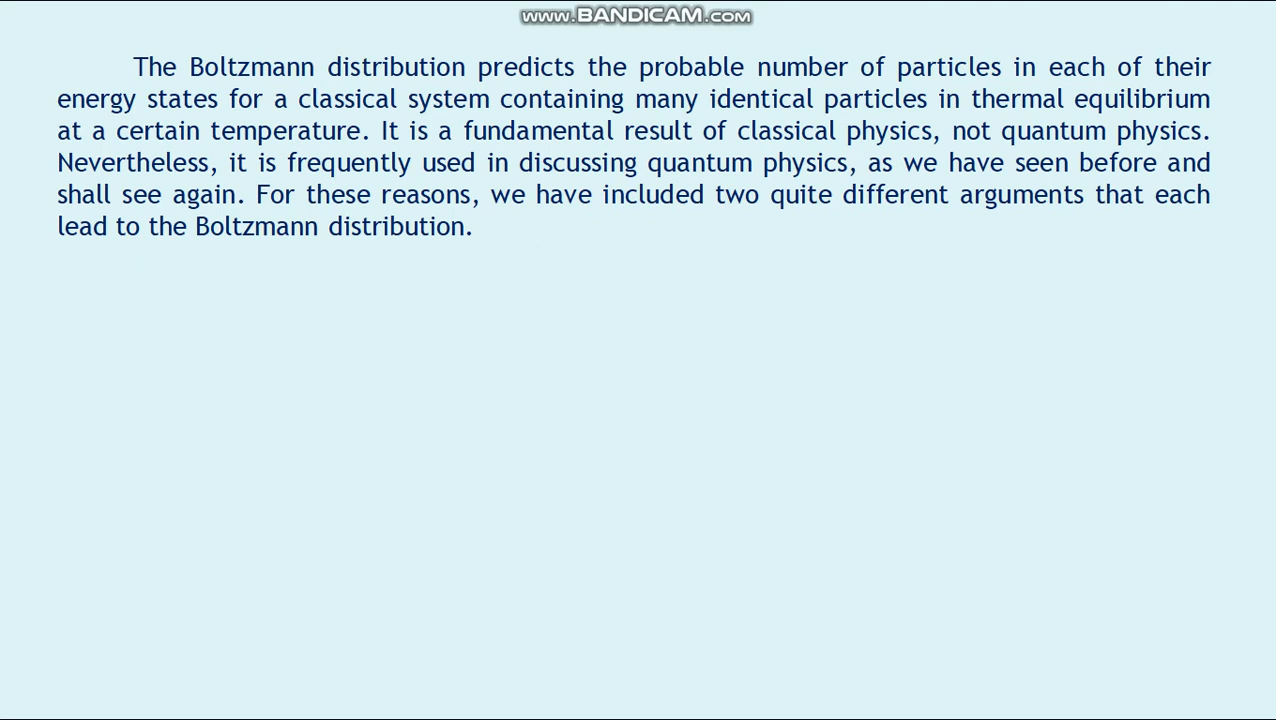 www.BANDICAM.com
The Boltzmann distribution predicts the probable number of particles in each of their
energy states for a classical system containing many identical particles in thermal equilibrium
at a certain temperature. It is a fundamental result of classical physics, not quantum physics.
Nevertheless, it is frequently used in discussing quantum physics, as we have seen before and
shall see again. For these reasons, we have included two quite different arguments that each
lead to the Boltzmann distribution.